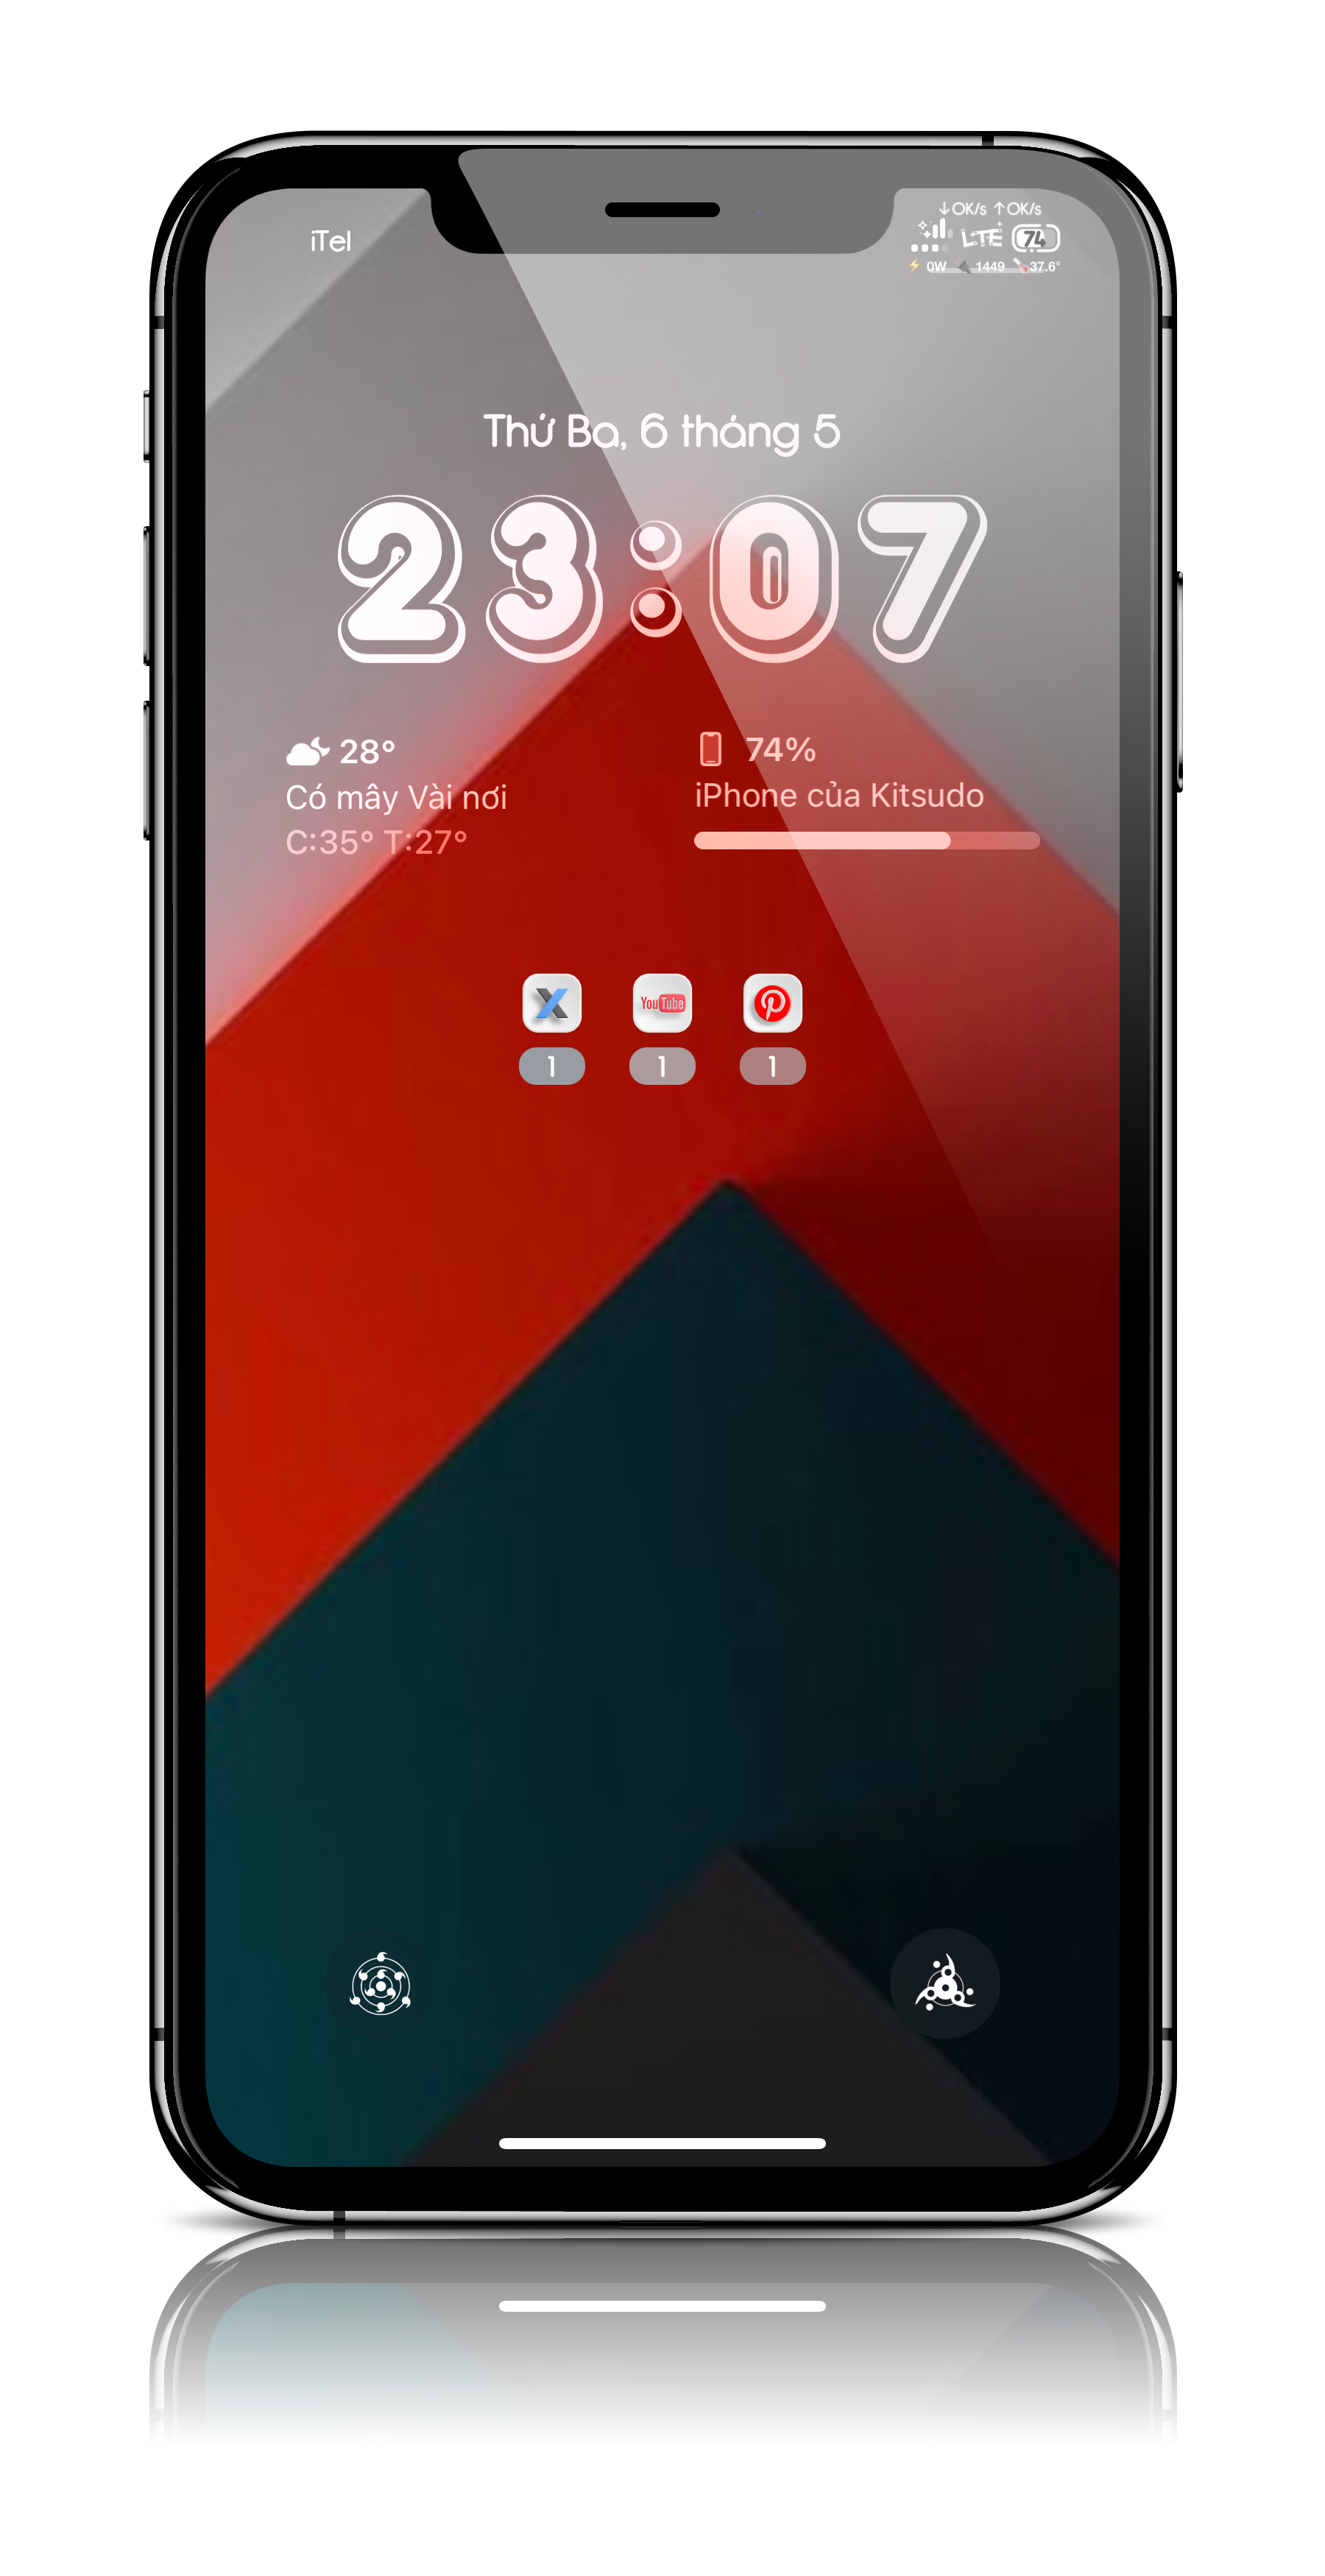 iTel
↓0K/s ↑0K/s
LTE 74
⚡ 0W 🔌 1449 🌡️37.6°
Thứ Ba, 6 tháng 5
23:07
28°
Có mây Vài nơi
C:35° T:27°
74%
iPhone của Kitsudo
X YouTube
1 1 1